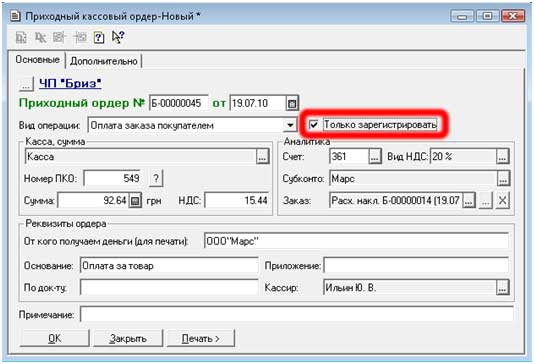 Приходный кассовый ордер-Новый *
Основные Дополнительно
... ЧП "Бриз"
Приходный ордер № Б-00000045 от 19.07.10
Вид операции: Оплата заказа покупателем Только зарегистрировать
Касса, сумма Аналитика
Касса ... Счет: 361 ... Вид НДС: 20 % ...
Номер ПКО: 549 ? Субконто: Марс ...
Сумма: 92.64 грн НДС: 15.44 Заказ: Расх. накл. Б-00000014 (19.07 ... ... X
Реквизиты ордера
От кого получаем деньги (для печати): ООО"Марс"
Основание: Оплата за товар Приложение:
По док-ту: Кассир: Ильин Ю. В. ...
Примечание:
OK Закрыть Печать >